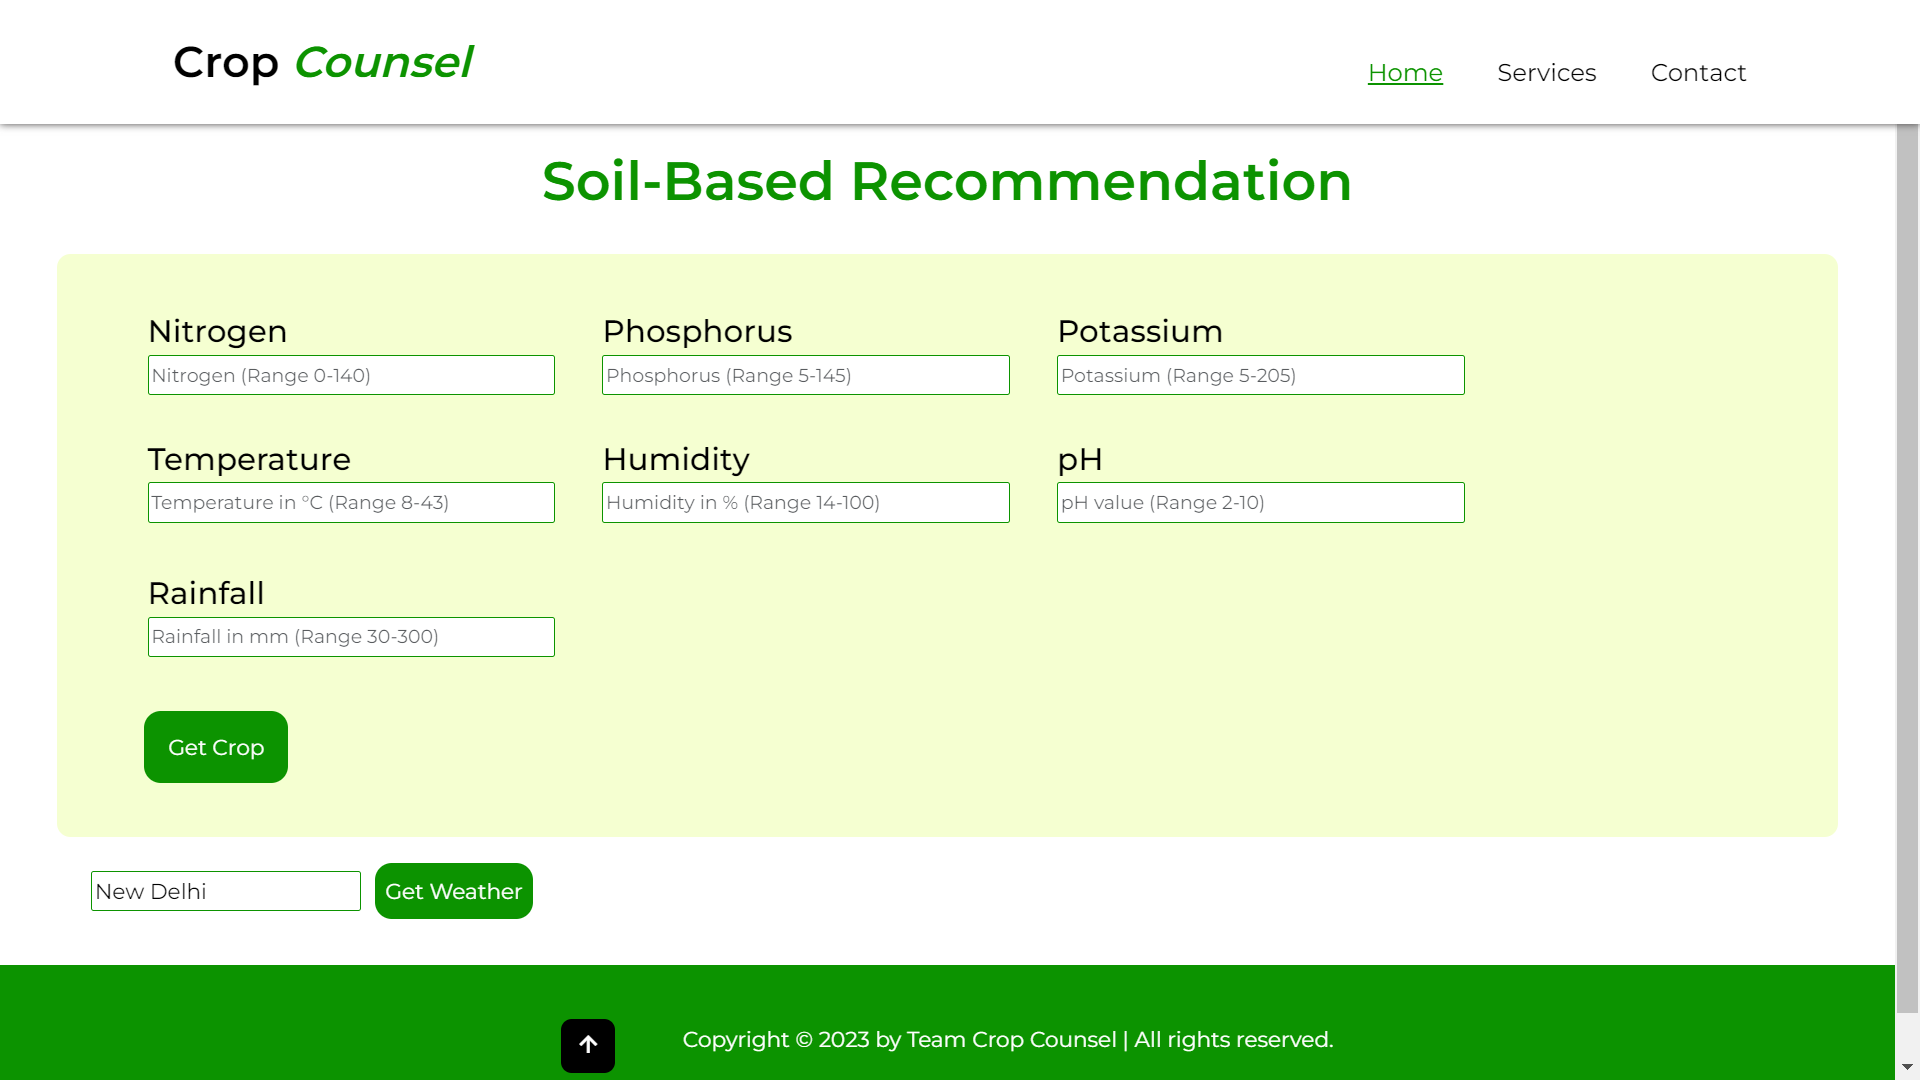 Crop Counsel
Home Services Contact
Soil-Based Recommendation
Nitrogen Phosphorus Potassium
Nitrogen (Range 0-140) Phosphorus (Range 5-145) Potassium (Range 5-205)
Temperature Humidity pH
Temperature in °C (Range 8-43) Humidity in % (Range 14-100) pH value (Range 2-10)
Rainfall
Rainfall in mm (Range 30-300)
Get Crop
New Delhi Get Weather
Copyright © 2023 by Team Crop Counsel | All rights reserved.